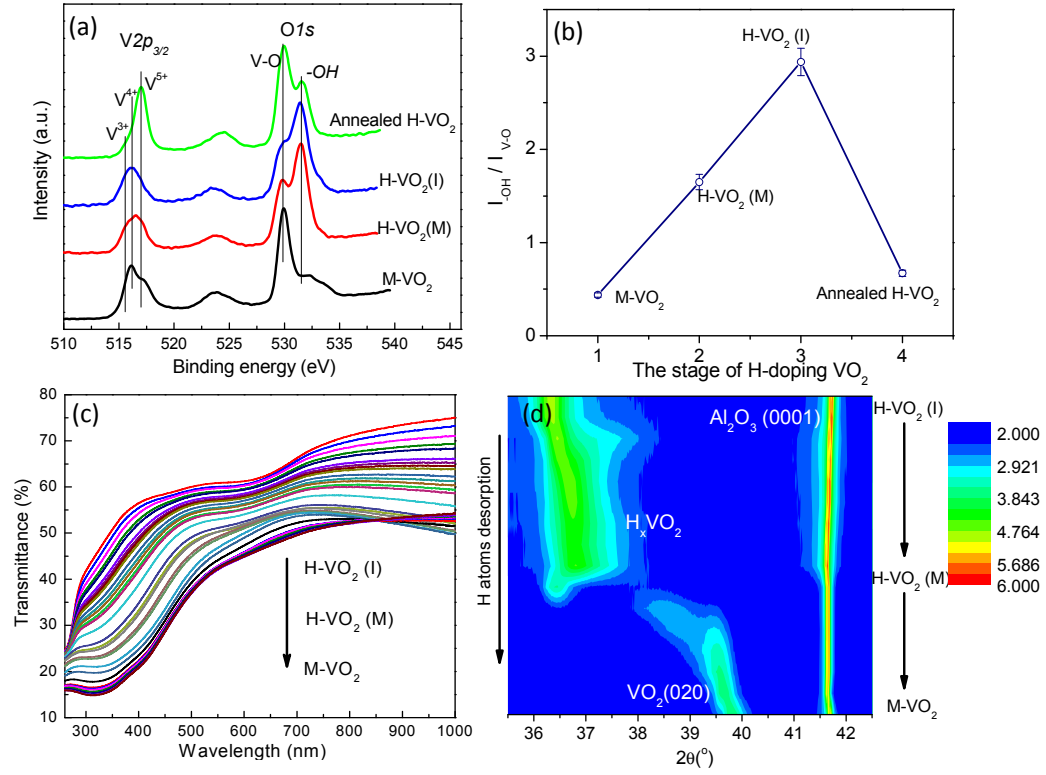 (a)
V2p3/2
O1s
V-O
-OH
V5+
V4+
V3+
Annealed H-VO2
H-VO2(I)
H-VO2(M)
M-VO2
Intensity (a.u.)
510 515 520 525 530 535 540 545
Binding energy (eV)
(b)
H-VO2 (I)
H-VO2 (M)
M-VO2
Annealed H-VO2
I-OH / I V-O
3
2
1
0
1 2 3 4
The stage of H-doping VO2
(c)
80
70
60
50
40
30
20
10
Transmittance (%)
H-VO2 (I)
H-VO2 (M)
M-VO2
300 400 500 600 700 800 900 1000
Wavelength (nm)
(d)
Al2O3 (0001)
HxVO2
VO2(020)
H atoms desorption
36 37 38 39 40 41 42
2θ(o)
H-VO2 (I)
H-VO2 (M)
M-VO2
2.000
2.921
3.843
4.764
5.686
6.000